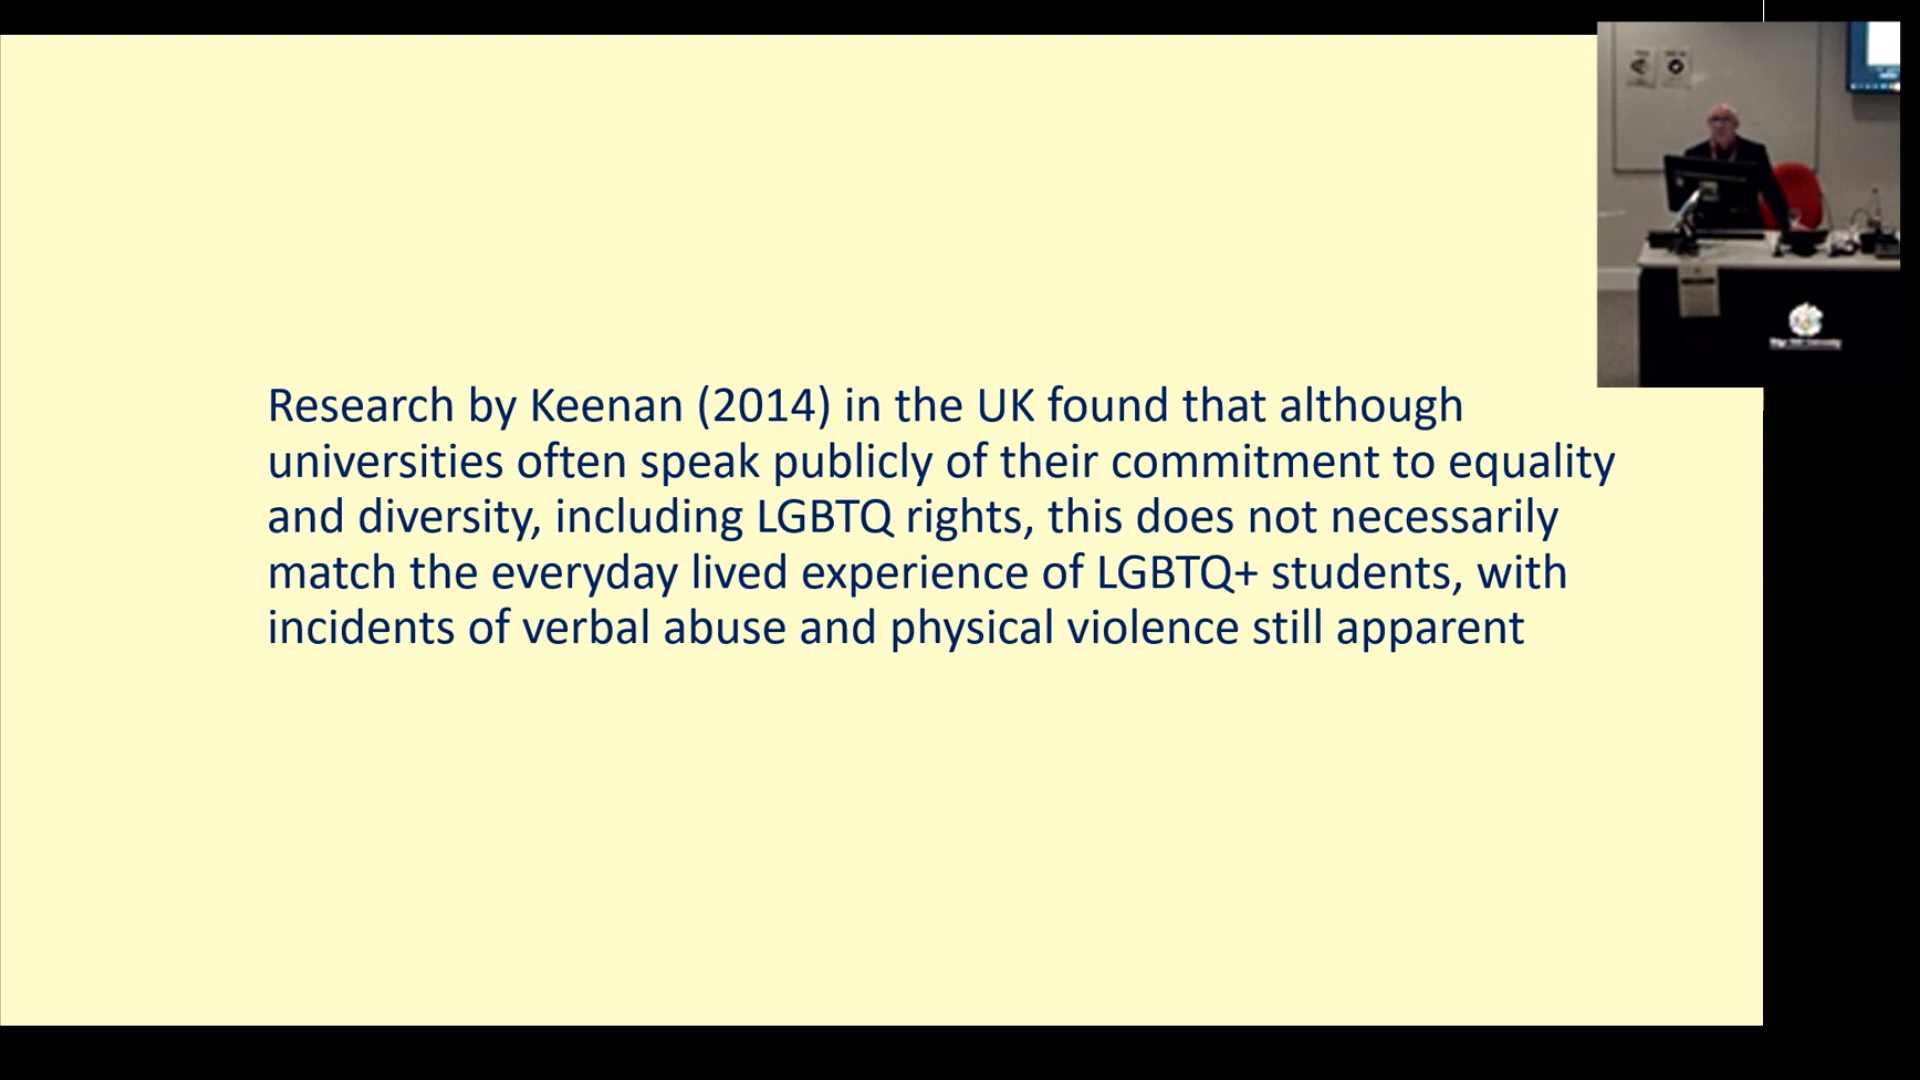 Research by Keenan (2014) in the UK found that although
universities often speak publicly of their commitment to equality
and diversity, including LGBTQ rights, this does not necessarily
match the everyday lived experience of LGBTQ+ students, with
incidents of verbal abuse and physical violence still apparent